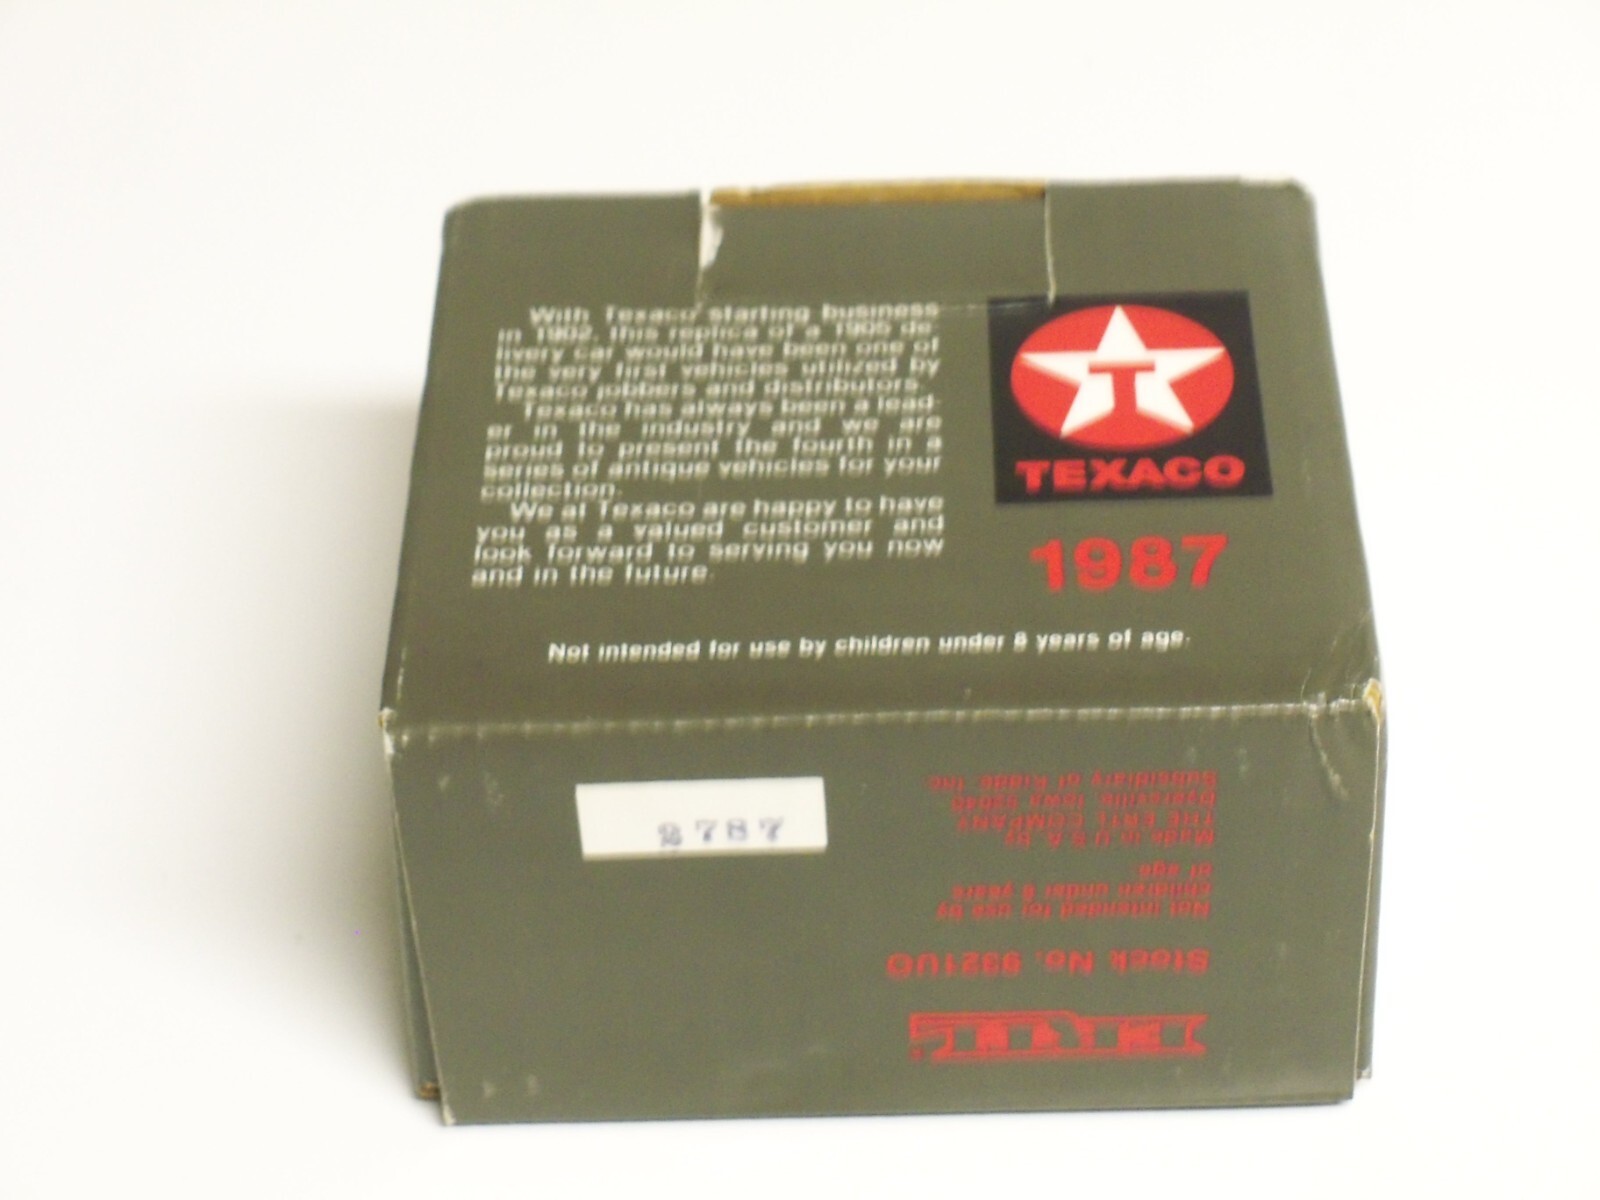 With Texaco starting business
in 1902, this replica of a 1905 de-
livery car would have been one of
the very first vehicles utilized by
Texaco jobbers and distributors.
Texaco has always been a lead-
er in the industry and we are
proud to present the fourth in a
series of antique vehicles for your
collection.
We at Texaco are happy to have
you as a valued customer and
look forward to serving you now
and in the future.
T
TEXACO
1987
Not intended for use by children under 8 years of age.
2787
ERTL
Stock No. 9321UO
Not intended for use by
children under 8 years
of age.
Made in U.S.A. by
THE ERTL COMPANY
Dyersville, Iowa 52040
Subsidiary of Kidde, Inc.